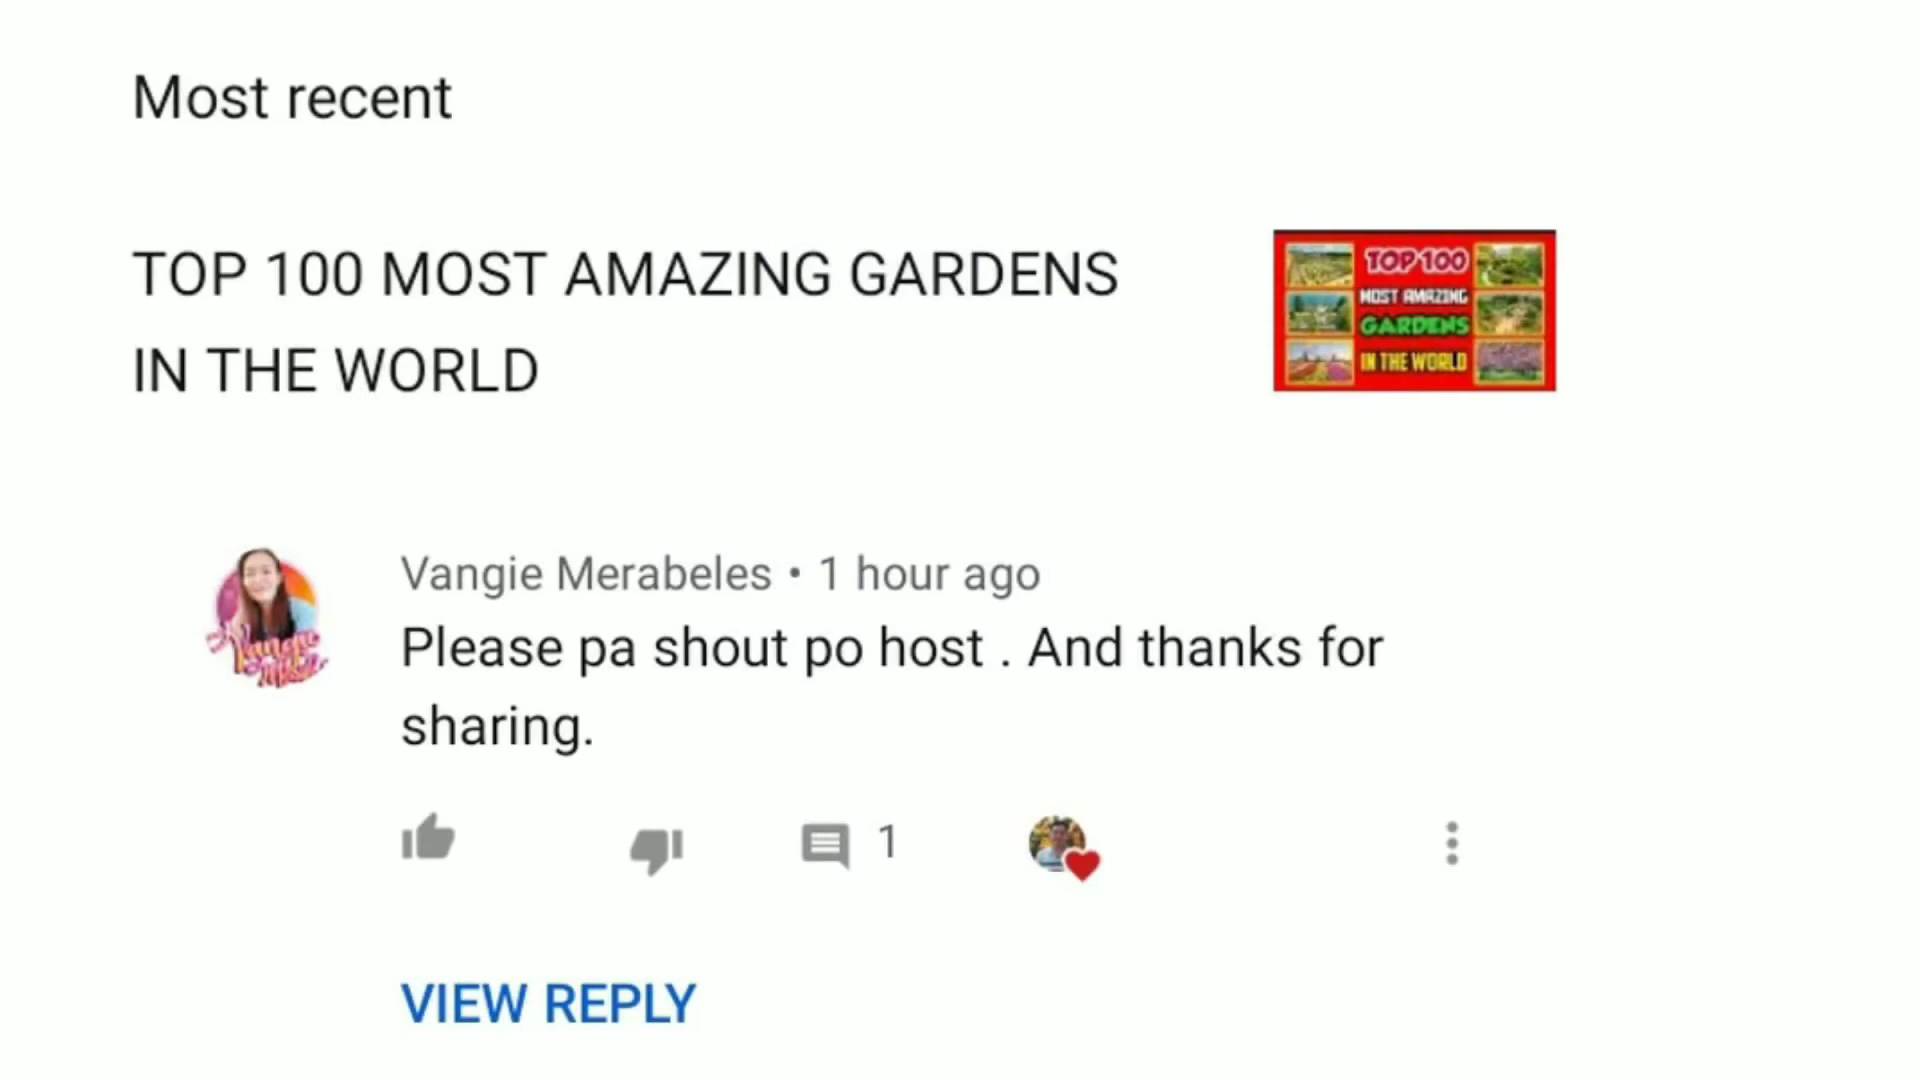 Most recent
TOP 100 MOST AMAZING GARDENS
IN THE WORLD
TOP 100
MOST AMAZING
GARDENS
IN THE WORLD
Vangie Merabeles • 1 hour ago
Please pa shout po host . And thanks for
sharing.
1
VIEW REPLY